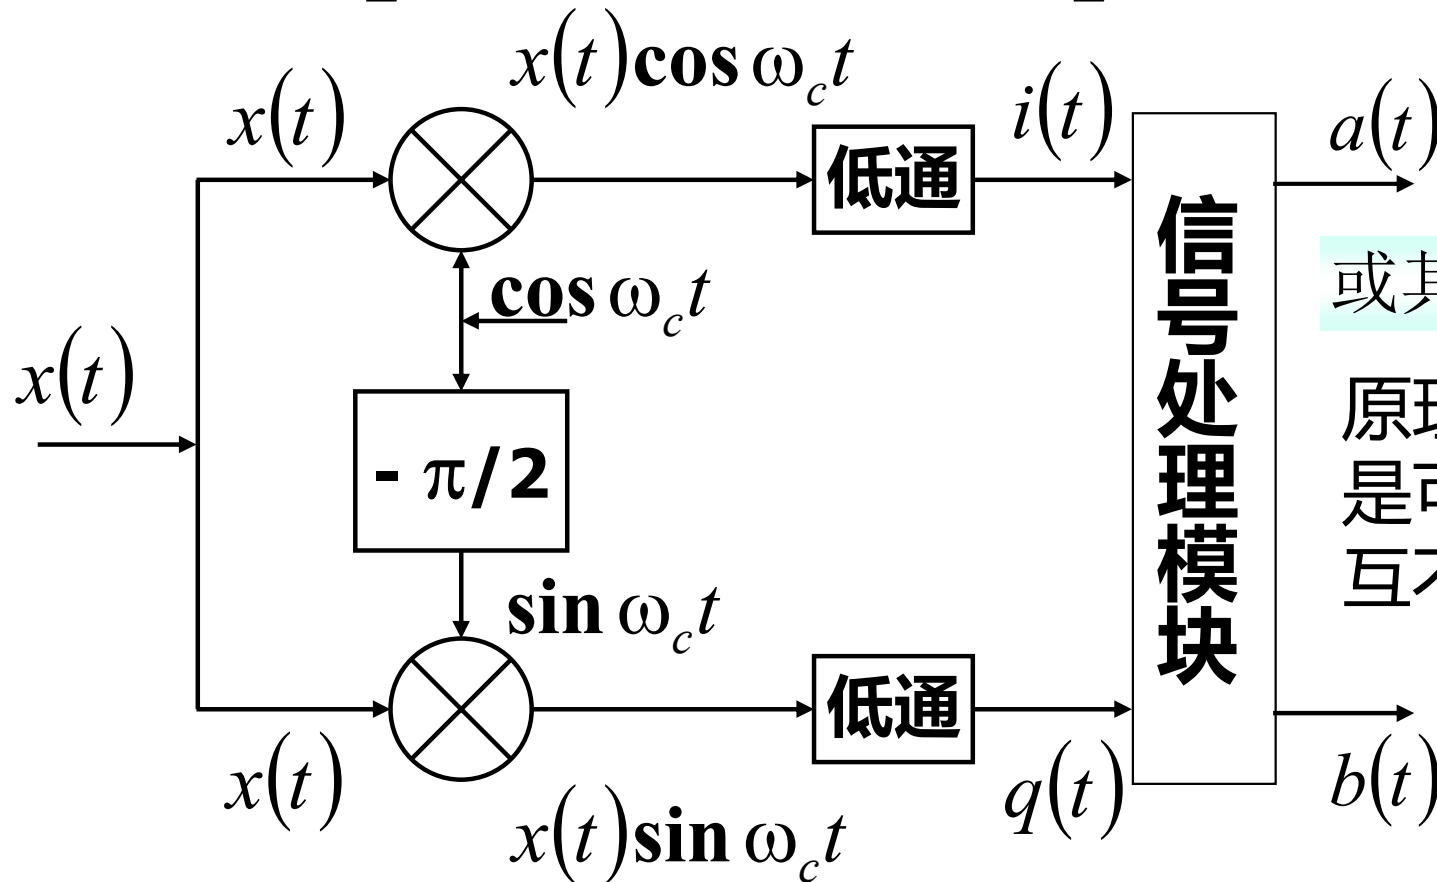 x(t)cos ω_c t
x(t)
i(t)
a(t)
低通
cos ω_c t
或
x(t)
- π/2
信号处理模块
原
是
互
sin ω_c t
低通
x(t)
q(t)
b(t)
x(t)sin ω_c t